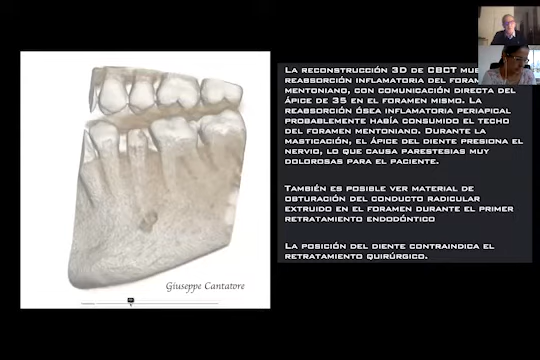 La reconstrucción 3D de CBCT
reabsorción inflamatoria del
mentoniano, con comunicación directa del
ápice de 35 en el foramen mismo. La
reabsorción ósea inflamatoria periapical
probablemente había consumido el techo
del foramen mentoniano. Durante la
masticación, el ápice del diente presiona el
nervio, lo que causa parestesias muy
dolorosas para el paciente.
También es posible ver material de
obturación del conducto radicular
extruido en el foramen durante el primer
retratamiento endodóntico
La posición del diente contraindica el
retratamiento quirúrgico.
Giuseppe Cantatore